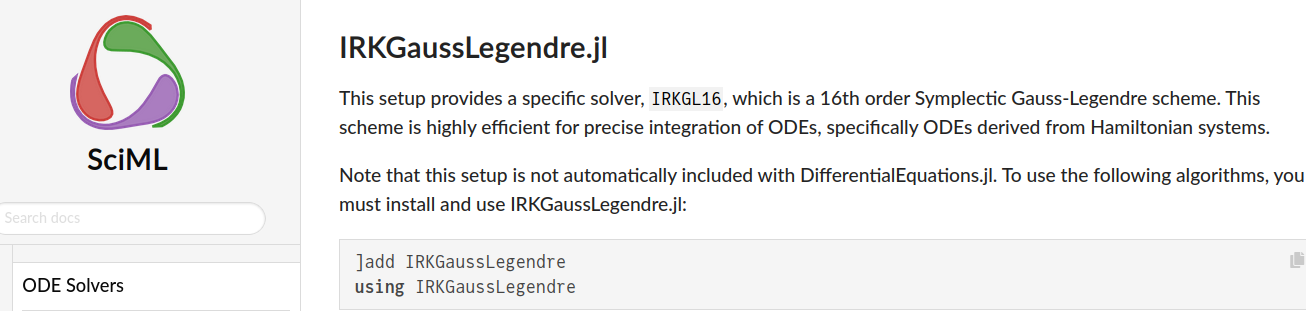 SciML
Search docs
ODE Solvers
IRKGaussLegendre.jl
This setup provides a specific solver, IRKGL16, which is a 16th order Symplectic Gauss-Legendre scheme. This
scheme is highly efficient for precise integration of ODEs, specifically ODEs derived from Hamiltonian systems.
Note that this setup is not automatically included with DifferentialEquations.jl. To use the following algorithms, you
must install and use IRKGaussLegendre.jl:
]add IRKGaussLegendre
using IRKGaussLegendre